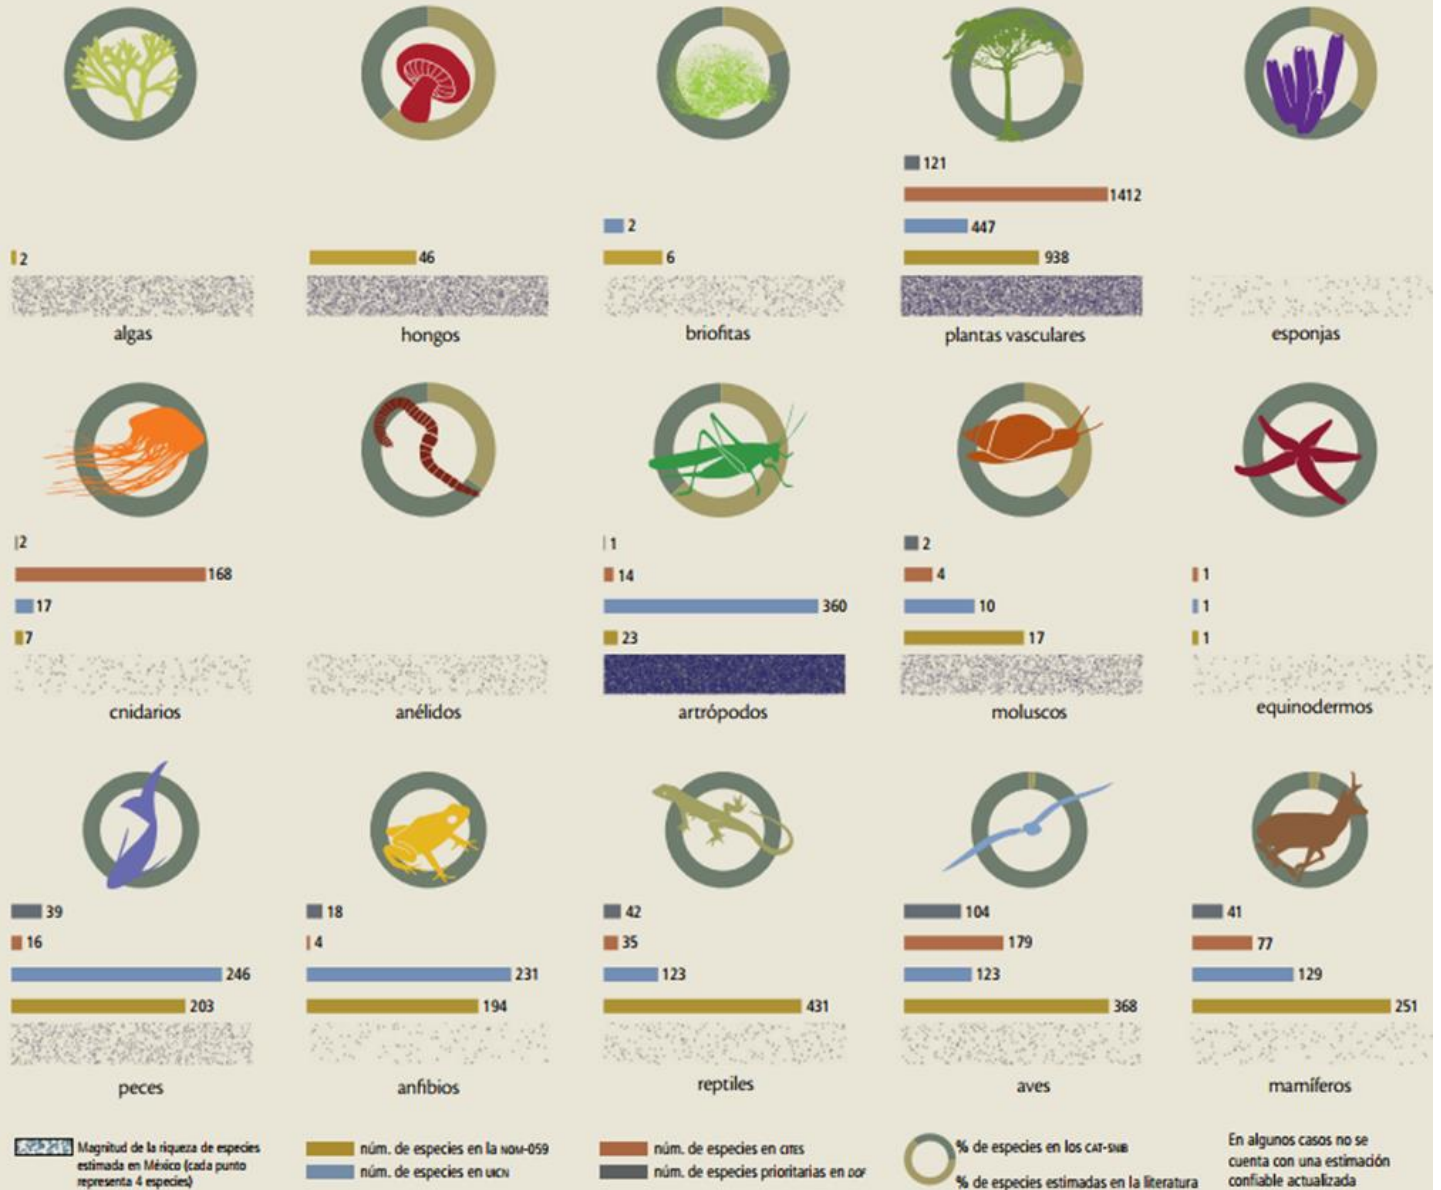 121
1412
2 447
2 46 6 938
algas hongos briofitas plantas vasculares esponjas
2 1 2
168 14 4 1
17 360 10 1
7 23 17 1
cnidarios anélidos artrópodos moluscos equinodermos
39 18 42 104 41
16 4 35 179 77
246 231 123 123 129
203 194 431 368 251
peces anfibios reptiles aves mamíferos
Magnitud de la riqueza de especies
estimada en México (cada punto
representa 4 especies)
núm. de especies en la NOM-059
núm. de especies en UICN
núm. de especies en CITES
núm. de especies prioritarias en DOF
% de especies en los CAT-SNIB
% de especies estimadas en la literatura
En algunos casos no se
cuenta con una estimación
confiable actualizada